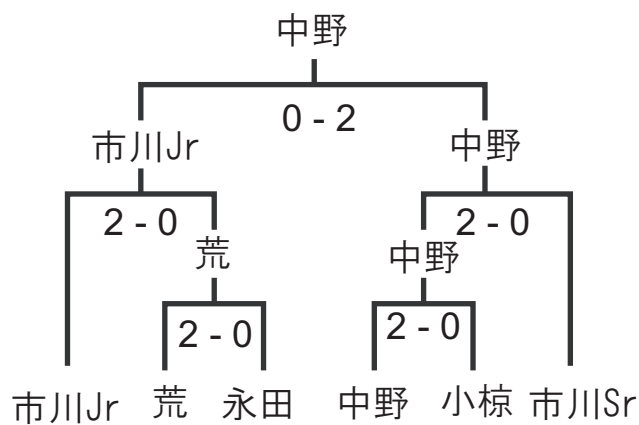 中野
0 - 2
市川Jr 中野
2 - 0 2 - 0
荒 中野
2 - 0 2 - 0
市川Jr 荒 永田 中野 小椋 市川Sr